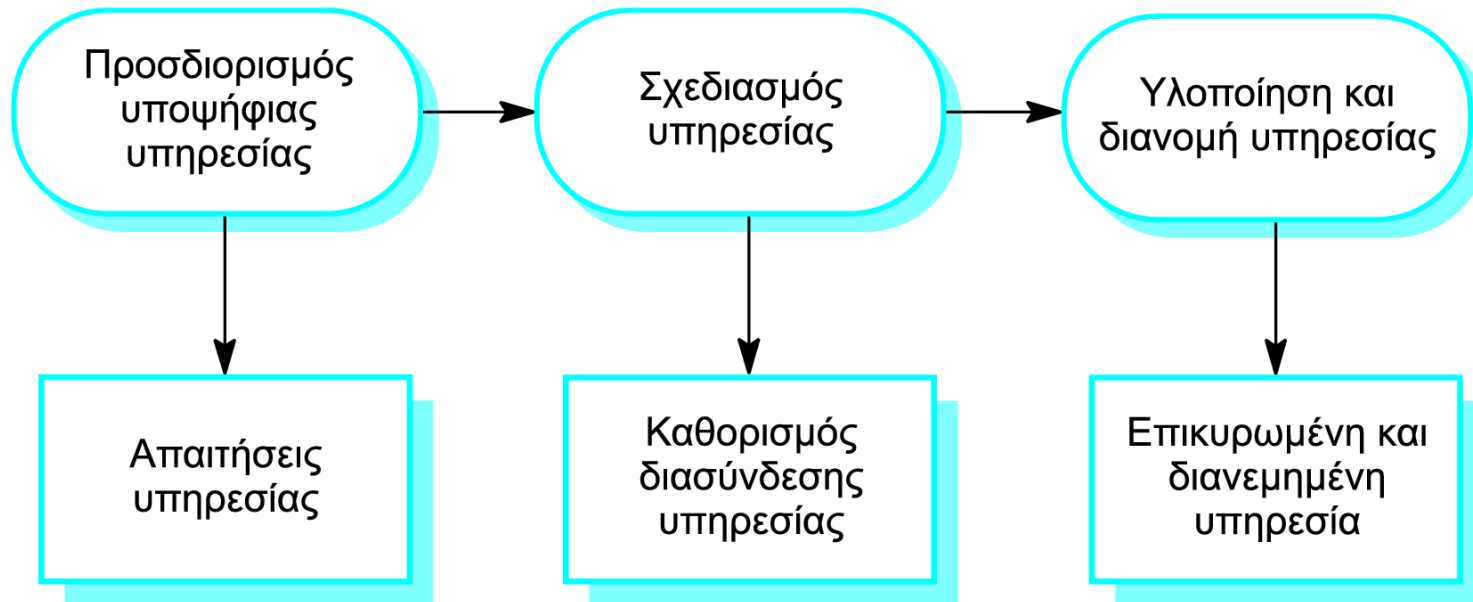 Προσδιορισμός
υποψήφιας
υπηρεσίας
Σχεδιασμός
υπηρεσίας
Υλοποίηση και
διανομή υπηρεσίας
Απαιτήσεις
υπηρεσίας
Καθορισμός
διασύνδεσης
υπηρεσίας
Επικυρωμένη και
διανεμημένη
υπηρεσία